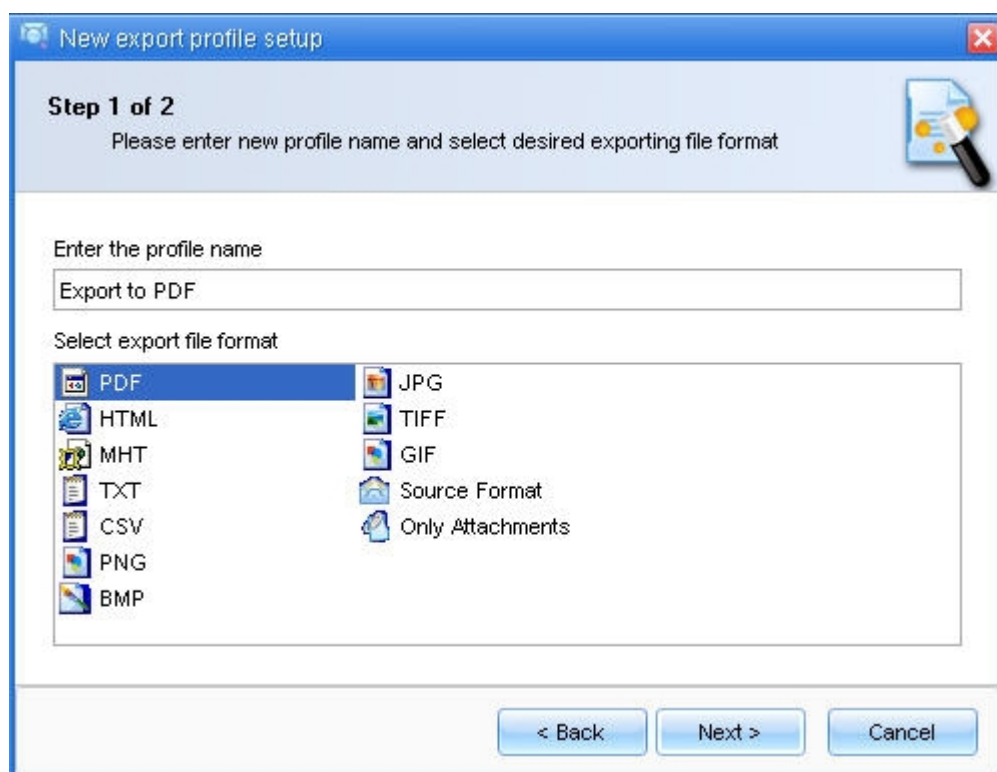 New export profile setup
Step 1 of 2
Please enter new profile name and select desired exporting file format
Enter the profile name
Export to PDF
Select export file format
PDF
HTML
MHT
TXT
CSV
PNG
BMP
JPG
TIFF
GIF
Source Format
Only Attachments
< Back
Next >
Cancel